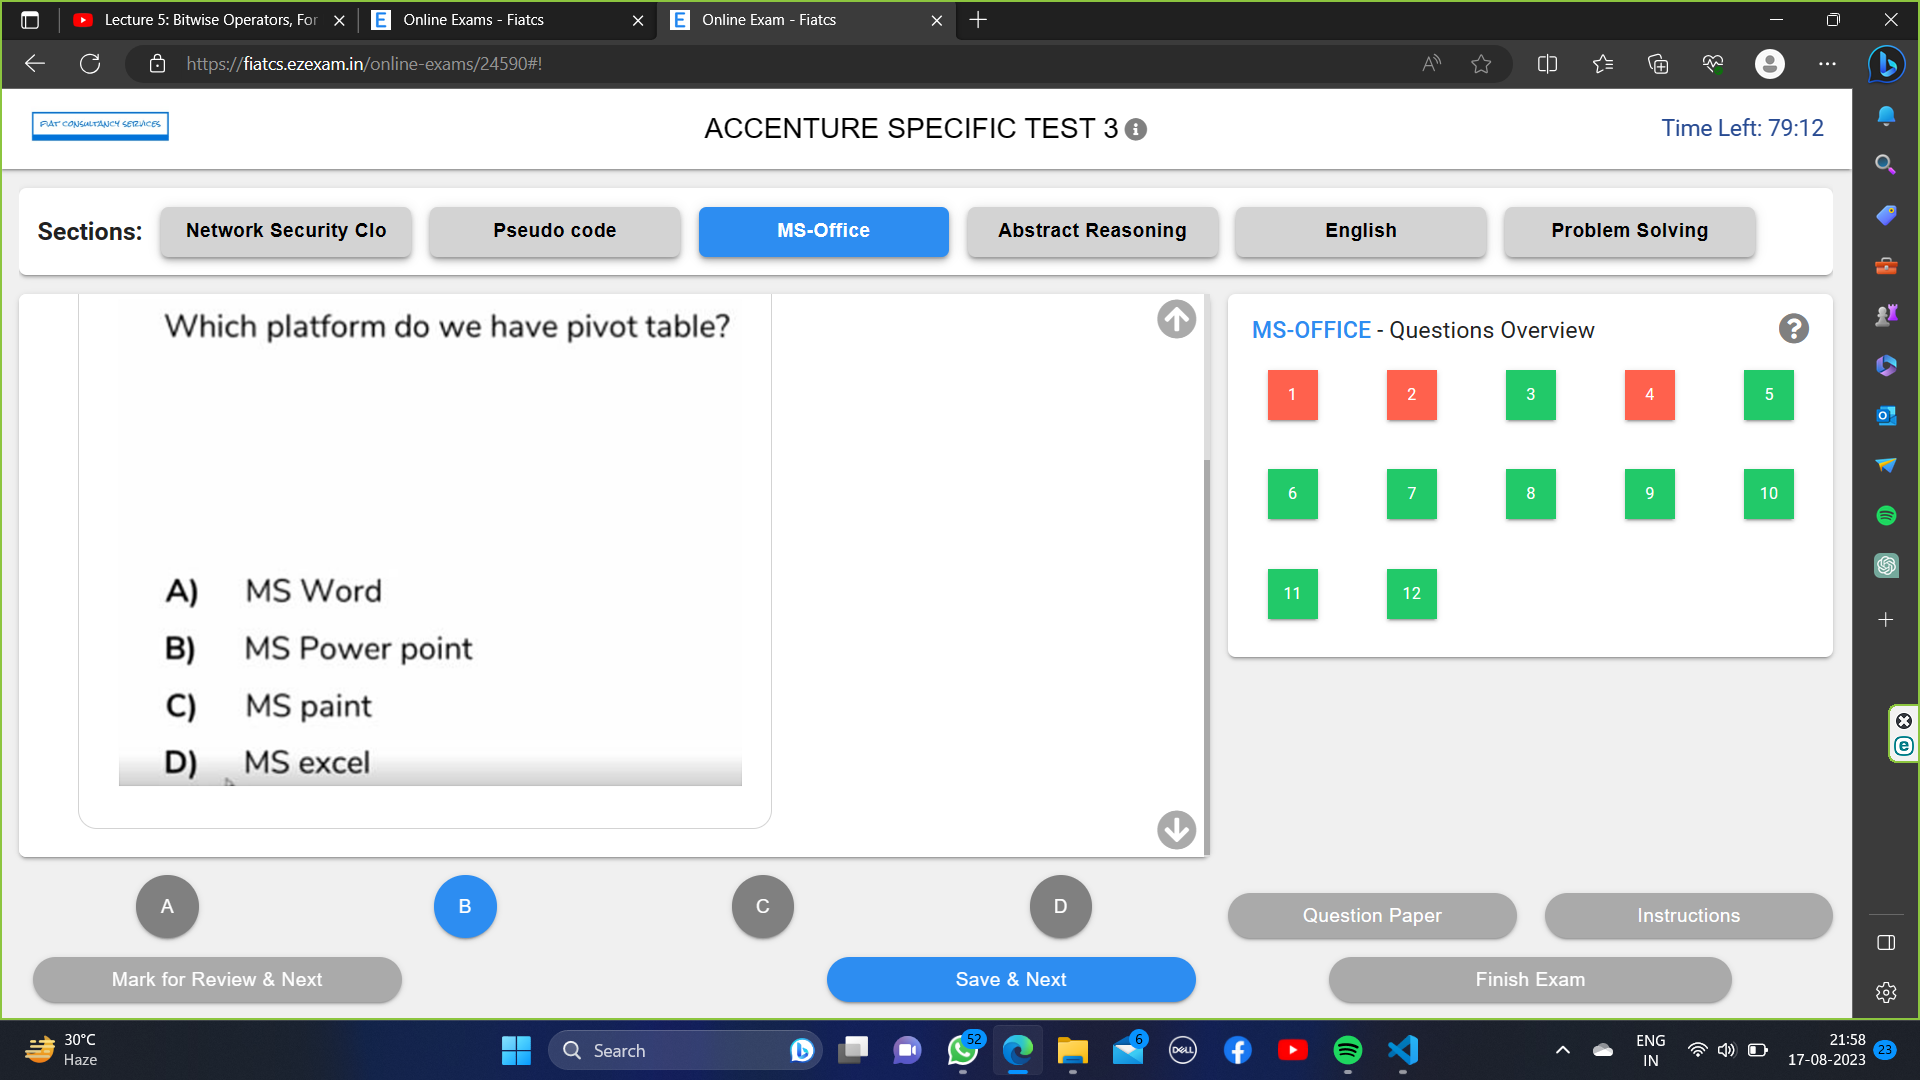 Lecture 5: Bitwise Operators, For
Online Exams - Fiatcs
Online Exam - Fiatcs
https://fiatcs.ezexam.in/online-exams/24590#!
FIAT CONSULTANCY SERVICES
ACCENTURE SPECIFIC TEST 3
Time Left: 79:12
Sections:
Network Security Clo
Pseudo code
MS-Office
Abstract Reasoning
English
Problem Solving
Which platform do we have pivot table?
A) MS Word
B) MS Power point
C) MS paint
D) MS excel
MS-OFFICE - Questions Overview
1 2 3 4 5
6 7 8 9 10
11 12
A B C D
Question Paper
Instructions
Mark for Review & Next
Save & Next
Finish Exam
30°C
Haze
Search
52
6
DELL
ENG
IN
21:58
17-08-2023
23